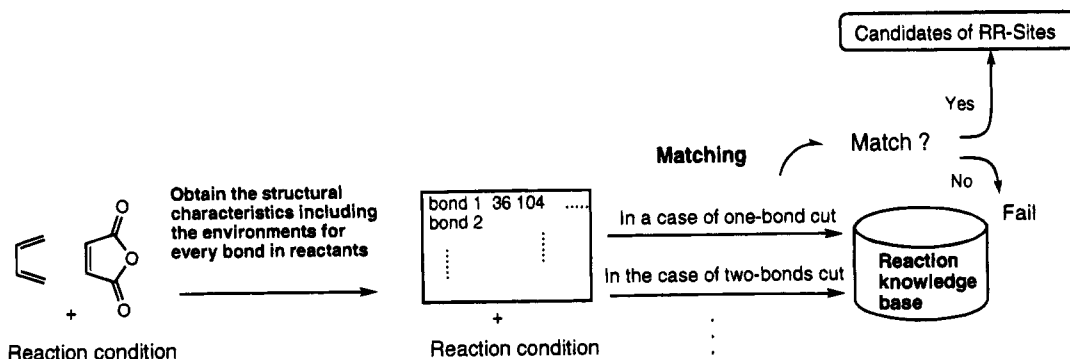 Candidates of RR-Sites
Yes
Matching
Match ?
No
Fail
Obtain the structural
characteristics including
the environments for
every bond in reactants
bond 1 36 104 .....
bond 2
In a case of one-bond cut
In the case of two-bonds cut
Reaction
knowledge
base
O
O
O
+
Reaction condition
+
Reaction condition